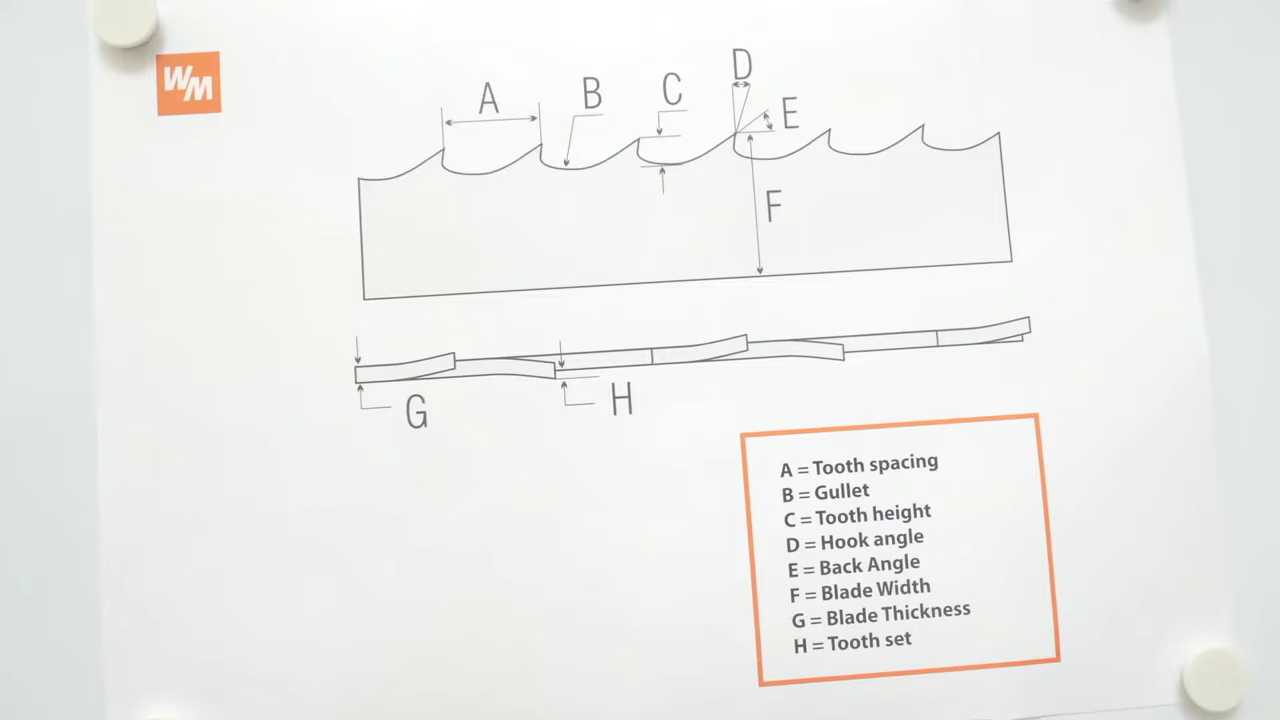 WM
A
B
C
D
E
F
G
H
A = Tooth spacing
B = Gullet
C = Tooth height
D = Hook angle
E = Back Angle
F = Blade Width
G = Blade Thickness
H = Tooth set